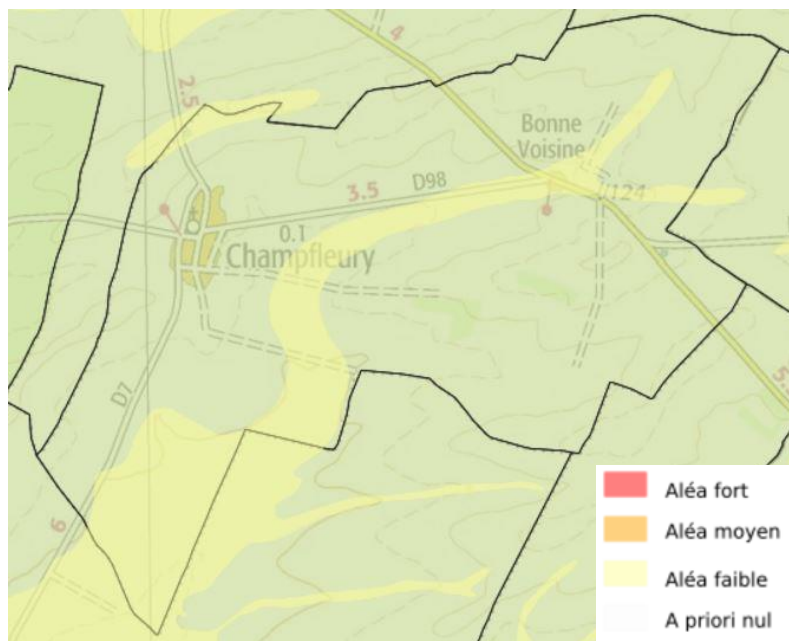 4
2.5
Bonne
Voisine
D98
3.5
124
0.1
Champfleury
D7
5.
6
Aléa fort
Aléa moyen
Aléa faible
A priori nul